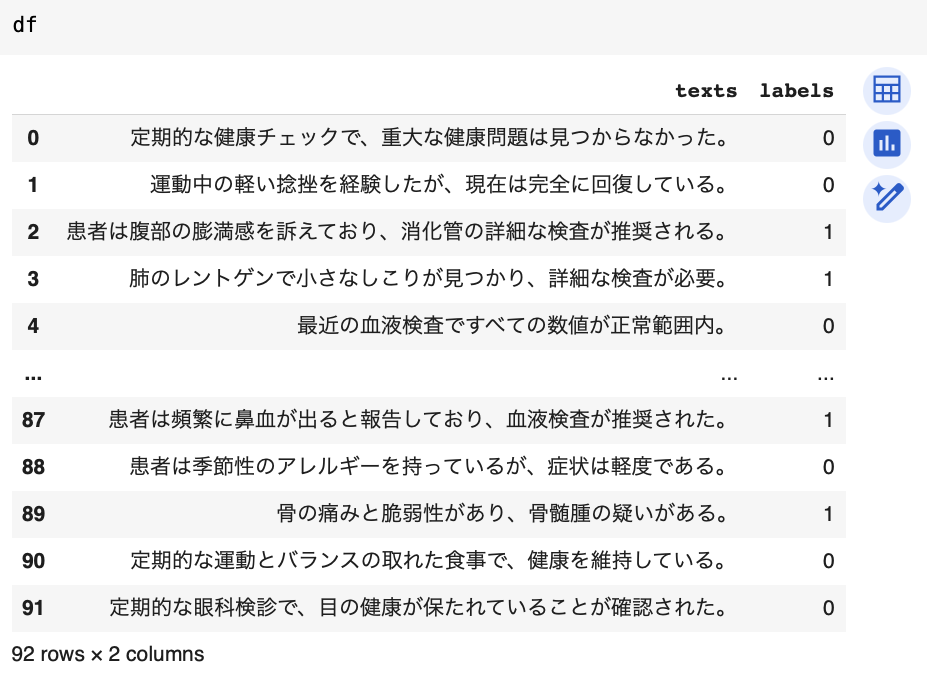 df
texts labels
0 定期的な健康チェックで、重大な健康問題は見つからなかった。 0
1 運動中の軽い捻挫を経験したが、現在は完全に回復している。 0
2 患者は腹部の膨満感を訴えており、消化管の詳細な検査が推奨される。 1
3 肺のレントゲンで小さなしこりが見つかり、詳細な検査が必要。 1
4 最近の血液検査ですべての数値が正常範囲内。 0
... ... ...
87 患者は頻繁に鼻血が出ると報告しており、血液検査が推奨された。 1
88 患者は季節性のアレルギーを持っているが、症状は軽度である。 0
89 骨の痛みと脆弱性があり、骨髄腫の疑いがある。 1
90 定期的な運動とバランスの取れた食事で、健康を維持している。 0
91 定期的な眼科検診で、目の健康が保たれていることが確認された。 0
92 rows × 2 columns